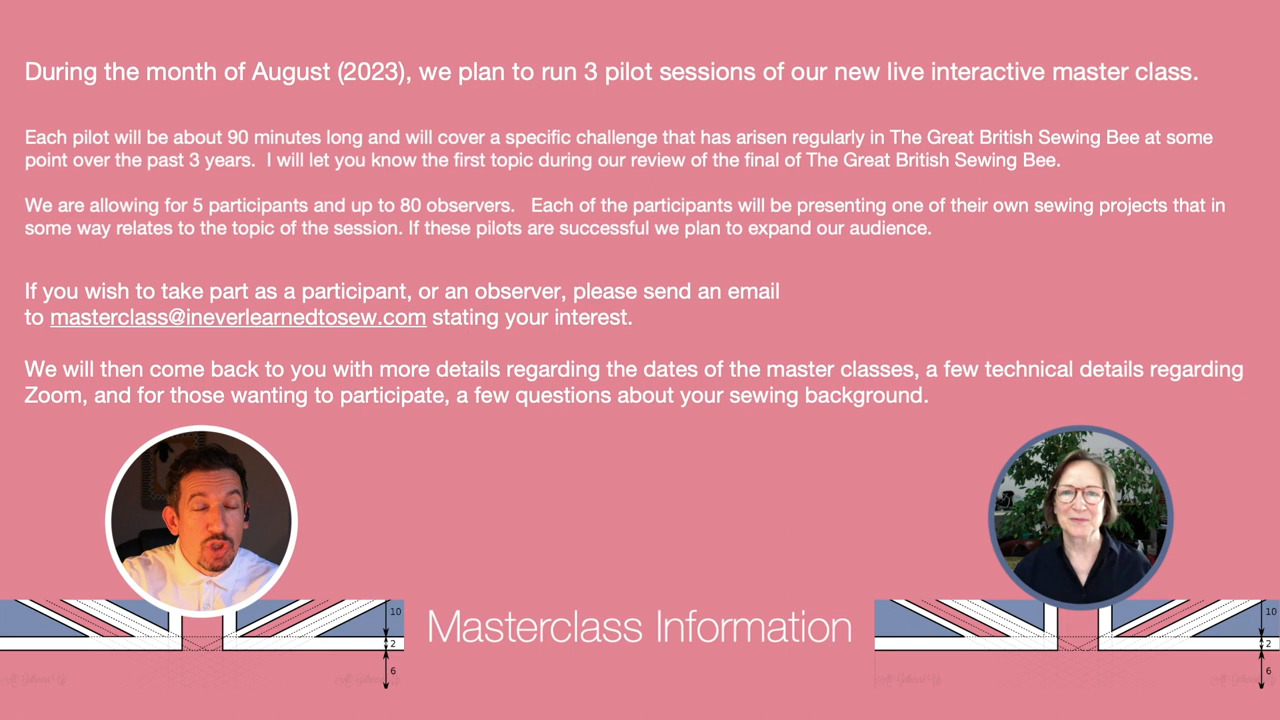 During the month of August (2023), we plan to run 3 pilot sessions of our new live interactive master class.
Each pilot will be about 90 minutes long and will cover a specific challenge that has arisen regularly in The Great British Sewing Bee at some
point over the past 3 years.  I will let you know the first topic during our review of the final of The Great British Sewing Bee.
We are allowing for 5 participants and up to 80 observers.   Each of the participants will be presenting one of their own sewing projects that in
some way relates to the topic of the session. If these pilots are successful we plan to expand our audience.
If you wish to take part as a participant, or an observer, please send an email
to masterclass@ineverlearnedtosew.com stating your interest.
We will then come back to you with more details regarding the dates of the master classes, a few technical details regarding
Zoom, and for those wanting to participate, a few questions about your sewing background.
10
2
6
Masterclass Information
10
2
6